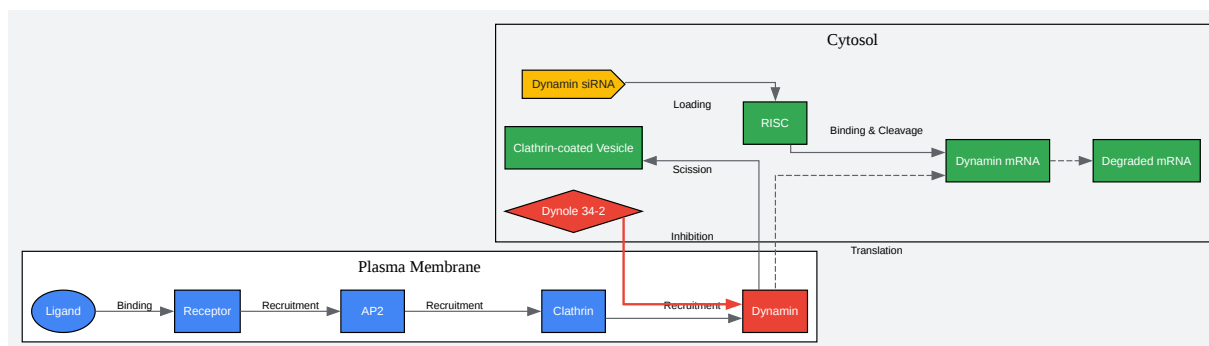 Cytosol
Dynamin siRNA
Loading
RISC
Binding & Cleavage
Clathrin-coated Vesicle
Scission
Dynamin mRNA
Degraded mRNA
Dynole 34-2
Inhibition
Translation
Plasma Membrane
Ligand
Binding
Receptor
Recruitment
AP2
Recruitment
Clathrin
Recruitment
Dynamin